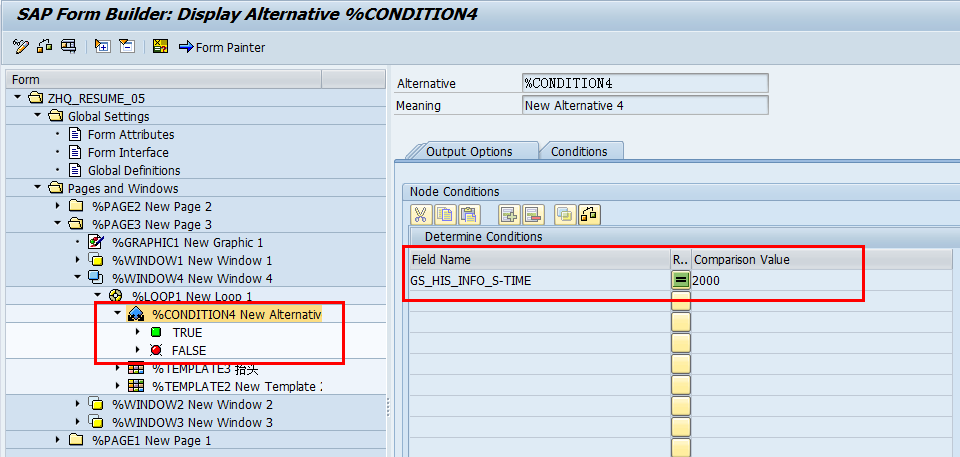 SAP Form Builder: Display Alternative %CONDITION4
Form Painter
Form
ZHQ_RESUME_05
Global Settings
Form Attributes
Form Interface
Global Definitions
Pages and Windows
%PAGE2 New Page 2
%PAGE3 New Page 3
%GRAPHIC1 New Graphic 1
%WINDOW1 New Window 1
%WINDOW4 New Window 4
%LOOP1 New Loop 1
%CONDITION4 New Alternativ
TRUE
FALSE
%TEMPLATE3 抬头
%TEMPLATE2 New Template 2
%WINDOW2 New Window 2
%WINDOW3 New Window 3
%PAGE1 New Page 1
Alternative %CONDITION4
Meaning New Alternative 4
Output Options Conditions
Node Conditions
Determine Conditions
Field Name R.. Comparison Value
GS_HIS_INFO_S-TIME = 2000